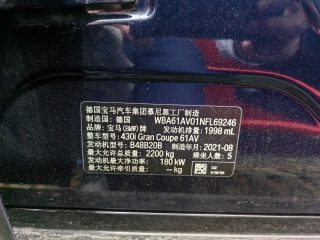 德国宝马汽车集团慕尼黑工厂制造
制造国：德国 WBA61AV01NFL69246
品牌：宝马(BMW)牌 发动机排量：1998 mL
整车型号：430i Gran Coupe 61AV
发动机型号：B48B20B 制造年月：2021-08
最大允许总质量：2200 kg 乘坐人数：5
发动机最大净功率：180 kW
最大允许牵引质量：-- kg